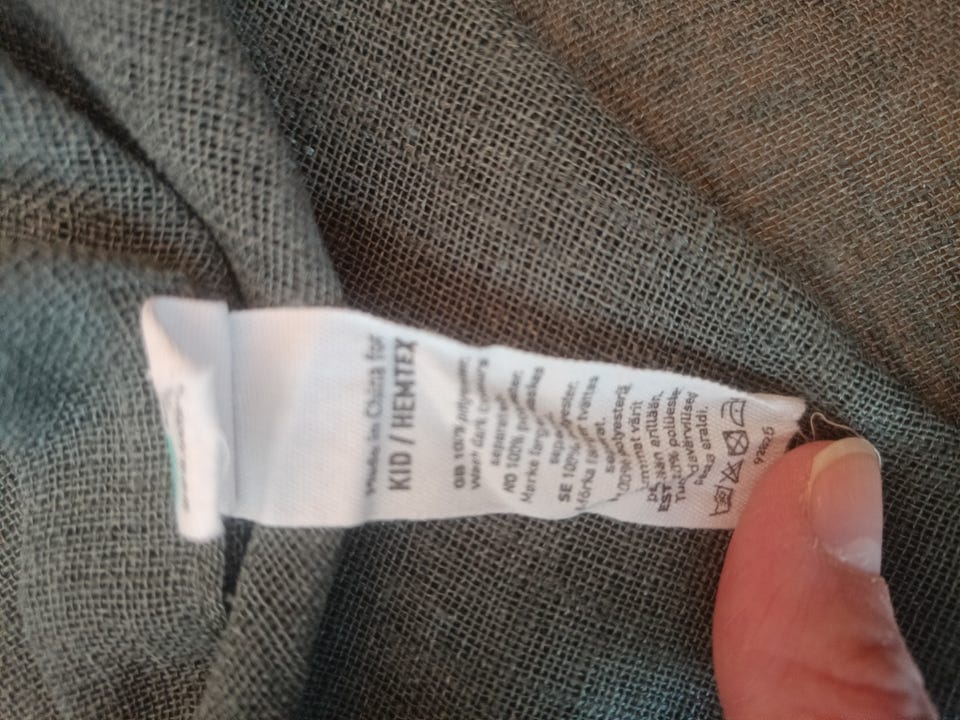 Made in China for
KID / HEMTEX
GB 100% polyester.
Wash dark colours
separately.
NO 100% polyester.
Mørke farger vaskes
separat.
SE 100% polyester.
Mörka färger tvättas
separat.
100% polyesteriä.
Tummat värit
pestään erillään.
EST 100% polüester.
Tumedavärvilised
pesu eraldi.